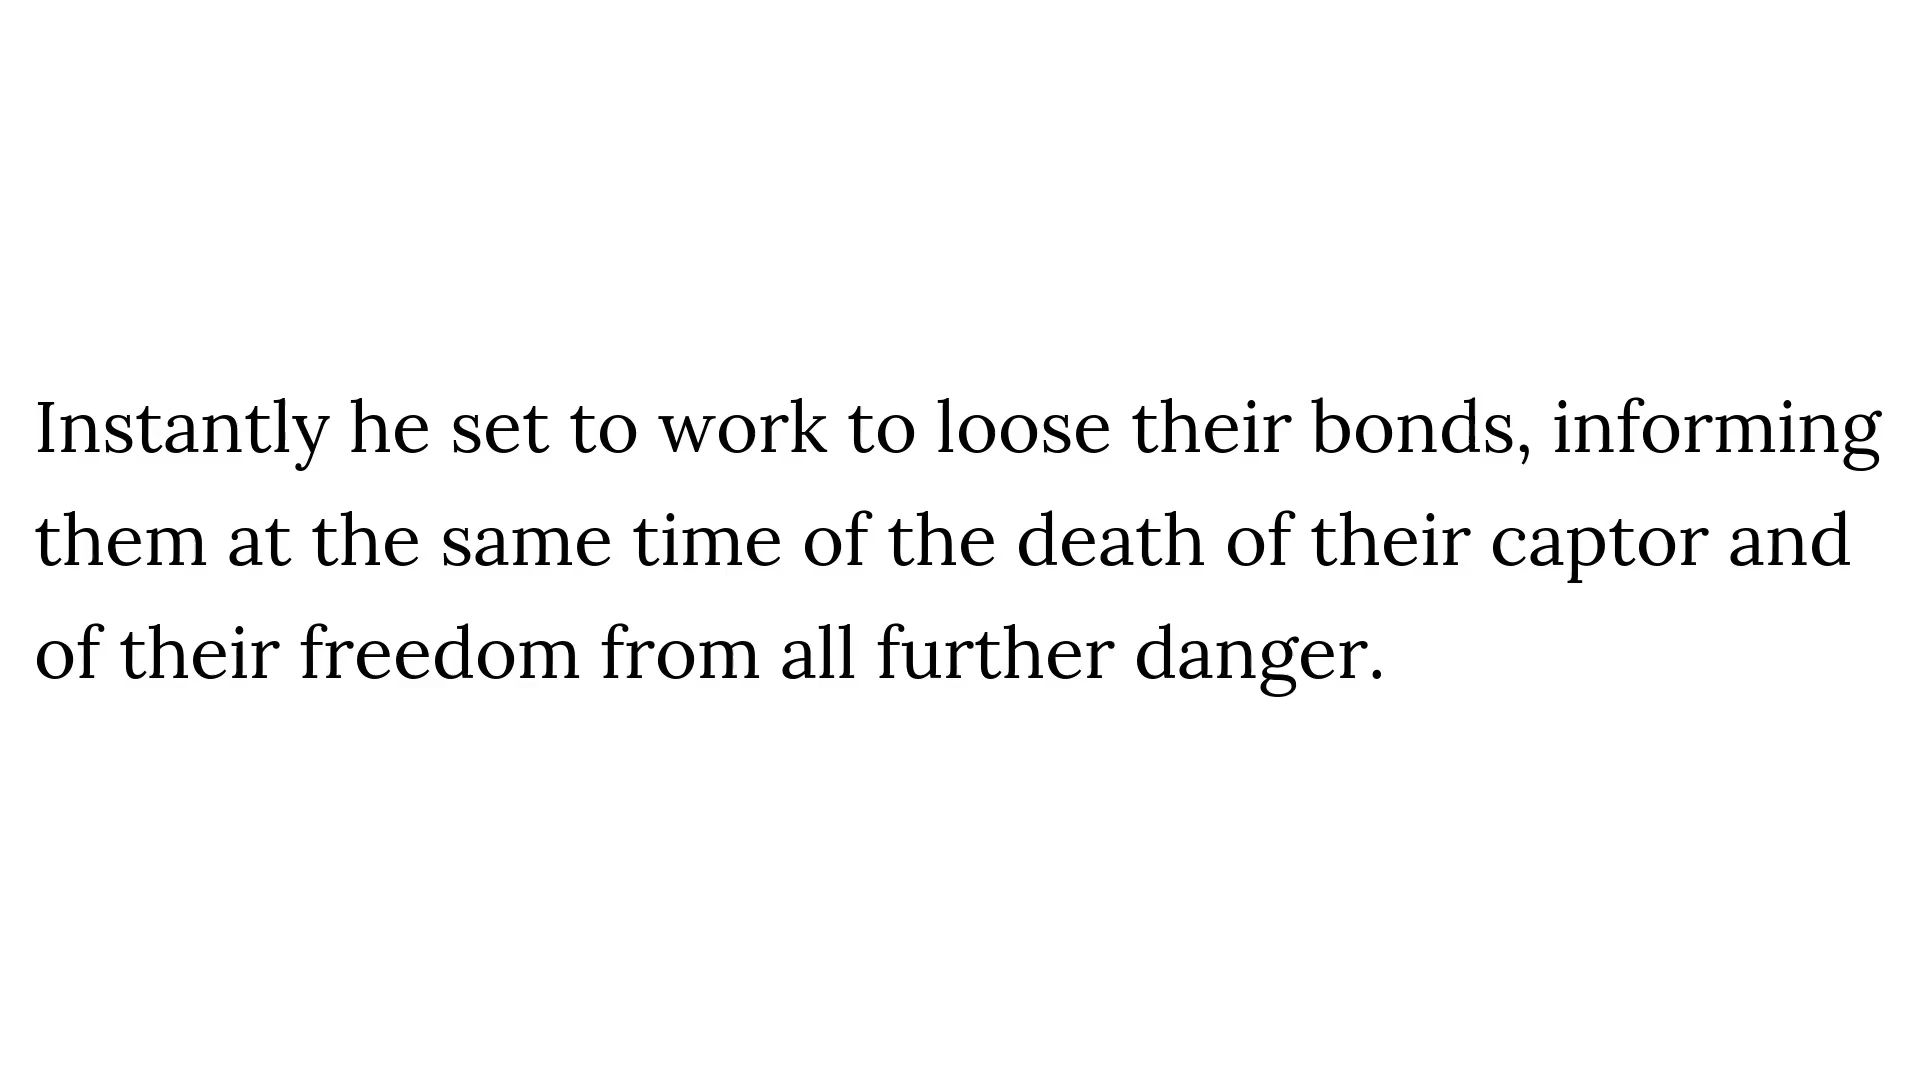 Instantly he set to work to loose their bonds, informing
them at the same time of the death of their captor and
of their freedom from all further danger.